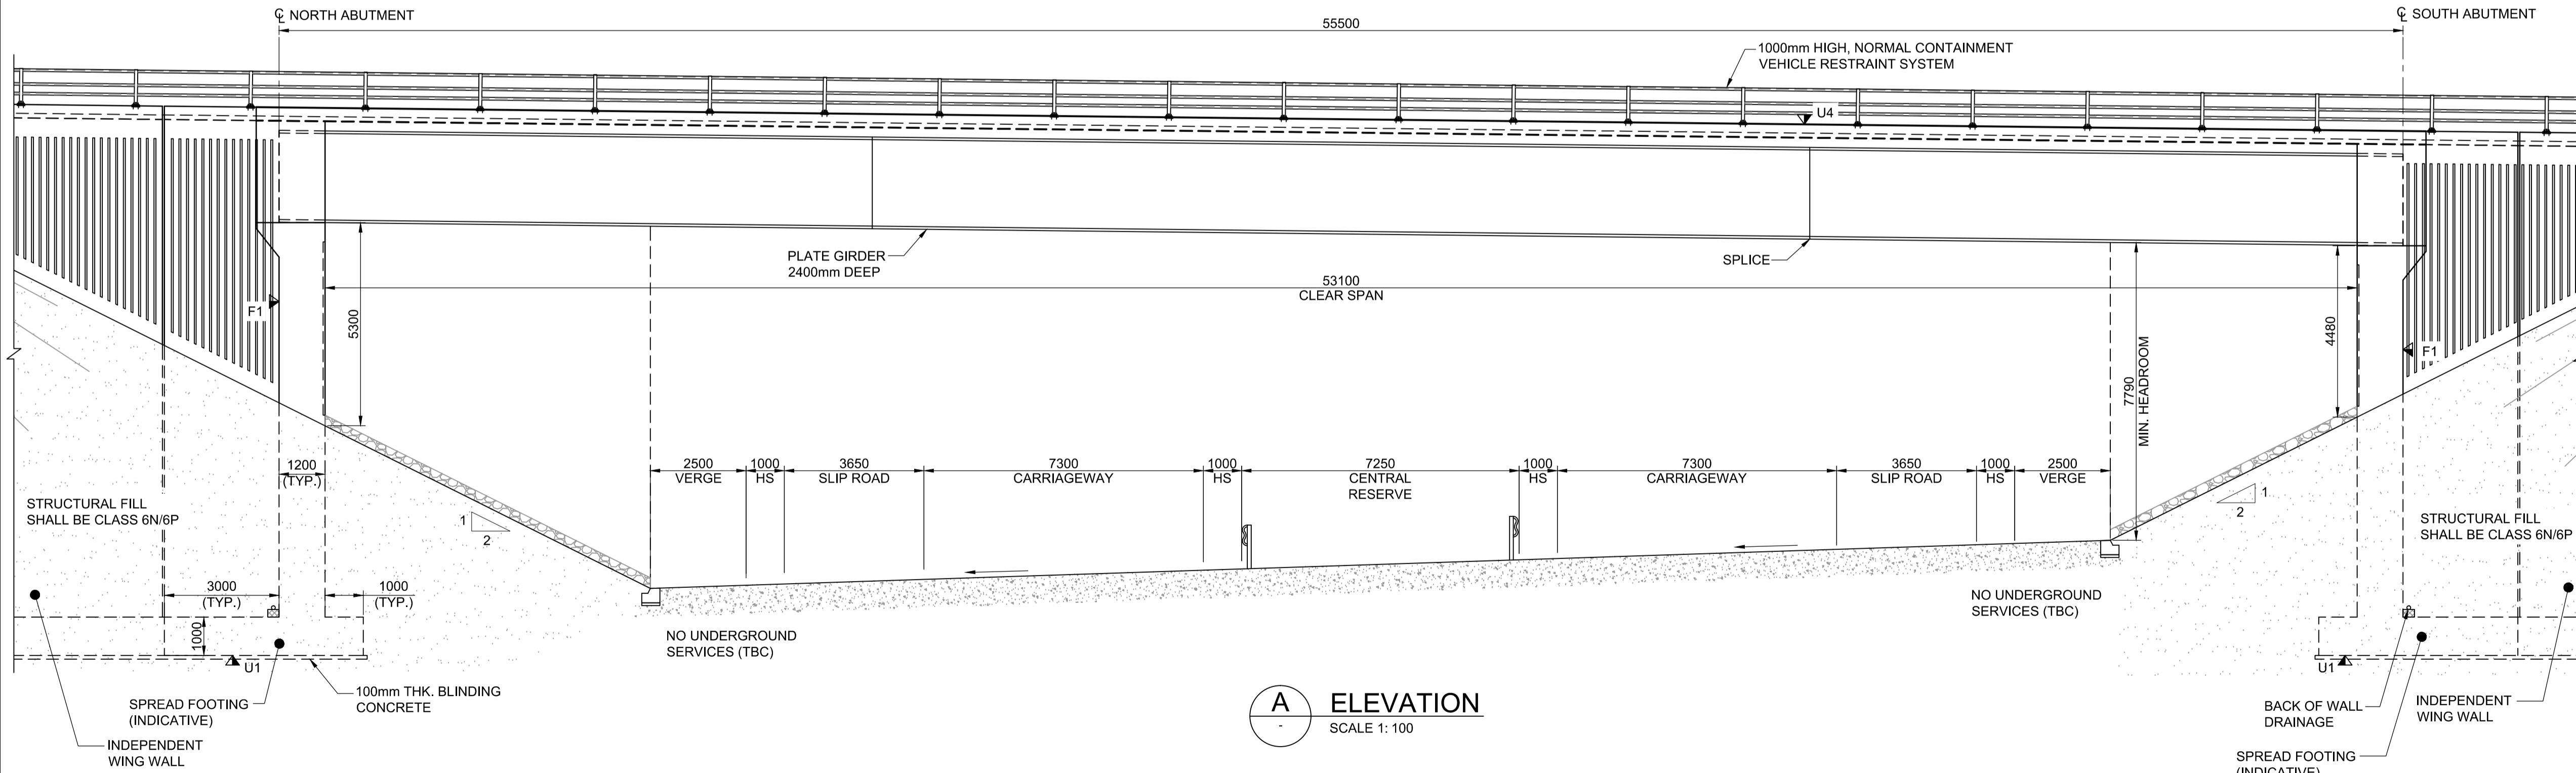 ℄ NORTH ABUTMENT
55500
℄ SOUTH ABUTMENT
1000mm HIGH, NORMAL CONTAINMENT
VEHICLE RESTRAINT SYSTEM
U4
PLATE GIRDER
2400mm DEEP
SPLICE
53100
CLEAR SPAN
F1
5300
4480
F1
7790
MIN. HEADROOM
1200
(TYP.)
2500
VERGE
1000
HS
3650
SLIP ROAD
7300
CARRIAGEWAY
1000
HS
7250
CENTRAL
RESERVE
1000
HS
7300
CARRIAGEWAY
3650
SLIP ROAD
1000
HS
2500
VERGE
STRUCTURAL FILL
SHALL BE CLASS 6N/6P
1
2
1
2
STRUCTURAL FILL
SHALL BE CLASS 6N/6P
3000
(TYP.)
1000
(TYP.)
1000
NO UNDERGROUND
SERVICES (TBC)
NO UNDERGROUND
SERVICES (TBC)
U1
U1
SPREAD FOOTING
(INDICATIVE)
100mm THK. BLINDING
CONCRETE
INDEPENDENT
WING WALL
A
-
ELEVATION
SCALE 1: 100
BACK OF WALL
DRAINAGE
INDEPENDENT
WING WALL
SPREAD FOOTING
(INDICATIVE)